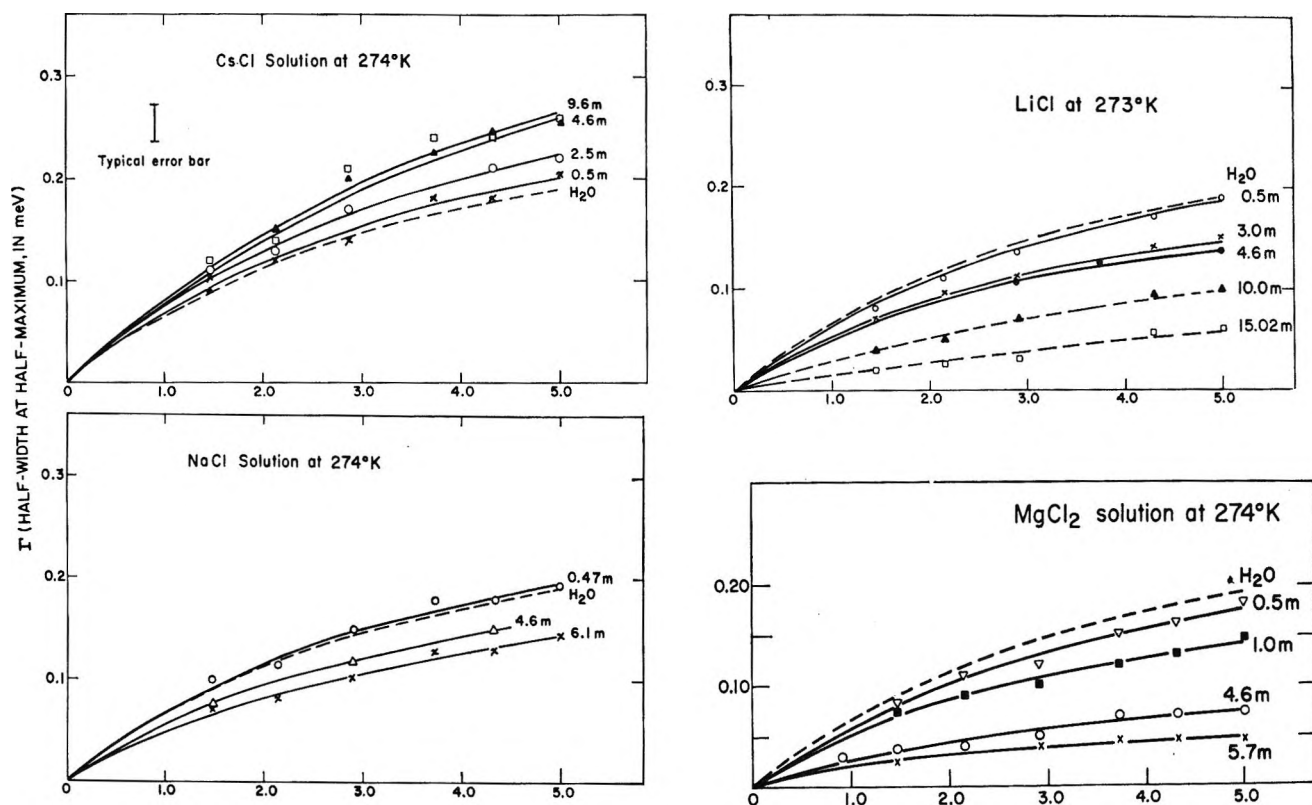 Γ (HALF-WIDTH AT HALF-MAXIMUM, IN meV)
CsCl Solution at 274°K
Typical error bar
0.3
0.2
0.1
0
9.6m
4.6m
2.5m
0.5m
H₂O
0
1.0
2.0
3.0
4.0
5.0
LiCl at 273°K
0.3
0.2
0.1
0
H₂O
0.5m
3.0m
4.6m
10.0m
15.02m
0
1.0
2.0
3.0
4.0
5.0
NaCl Solution at 274°K
0.3
0.2
0.1
0
0.47m
H₂O
4.6m
6.1m
0
1.0
2.0
3.0
4.0
5.0
MgCl₂ solution at 274°K
0.20
0.10
0
H₂O
0.5m
1.0m
4.6m
5.7m
0
1.0
2.0
3.0
4.0
5.0